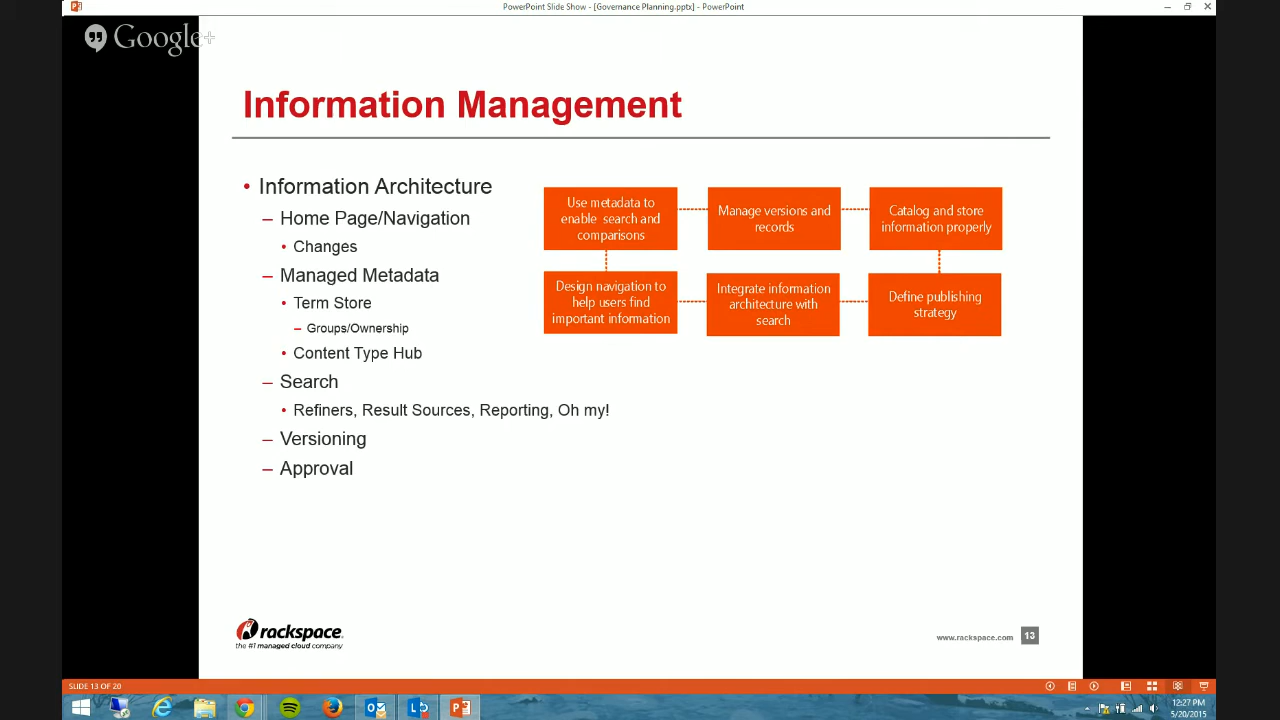 PowerPoint Slide Show - [Governance Planning.pptx] - PowerPoint
Google+
Information Management
• Information Architecture
– Home Page/Navigation
• Changes
– Managed Metadata
• Term Store
– Groups/Ownership
• Content Type Hub
– Search
• Refiners, Result Sources, Reporting, Oh my!
– Versioning
– Approval
Use metadata to
enable search and
comparisons
Manage versions and
records
Catalog and store
information properly
Design navigation to
help users find
important information
Integrate information
architecture with
search
Define publishing
strategy
rackspace
the #1 managed cloud company
www.rackspace.com 13
SLIDE 13 OF 20
12:27 PM
5/20/2015